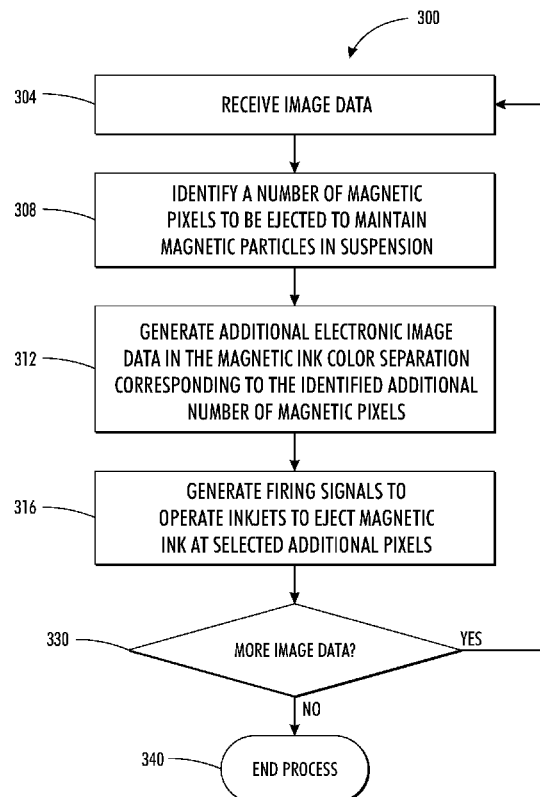 300
304
RECEIVE IMAGE DATA
308
IDENTIFY A NUMBER OF MAGNETIC
PIXELS TO BE EJECTED TO MAINTAIN
MAGNETIC PARTICLES IN SUSPENSION
312
GENERATE ADDITIONAL ELECTRONIC IMAGE
DATA IN THE MAGNETIC INK COLOR SEPARATION
CORRESPONDING TO THE IDENTIFIED ADDITIONAL
NUMBER OF MAGNETIC PIXELS
316
GENERATE FIRING SIGNALS TO
OPERATE INKJETS TO EJECT MAGNETIC
INK AT SELECTED ADDITIONAL PIXELS
330
MORE IMAGE DATA?
YES
NO
340
END PROCESS